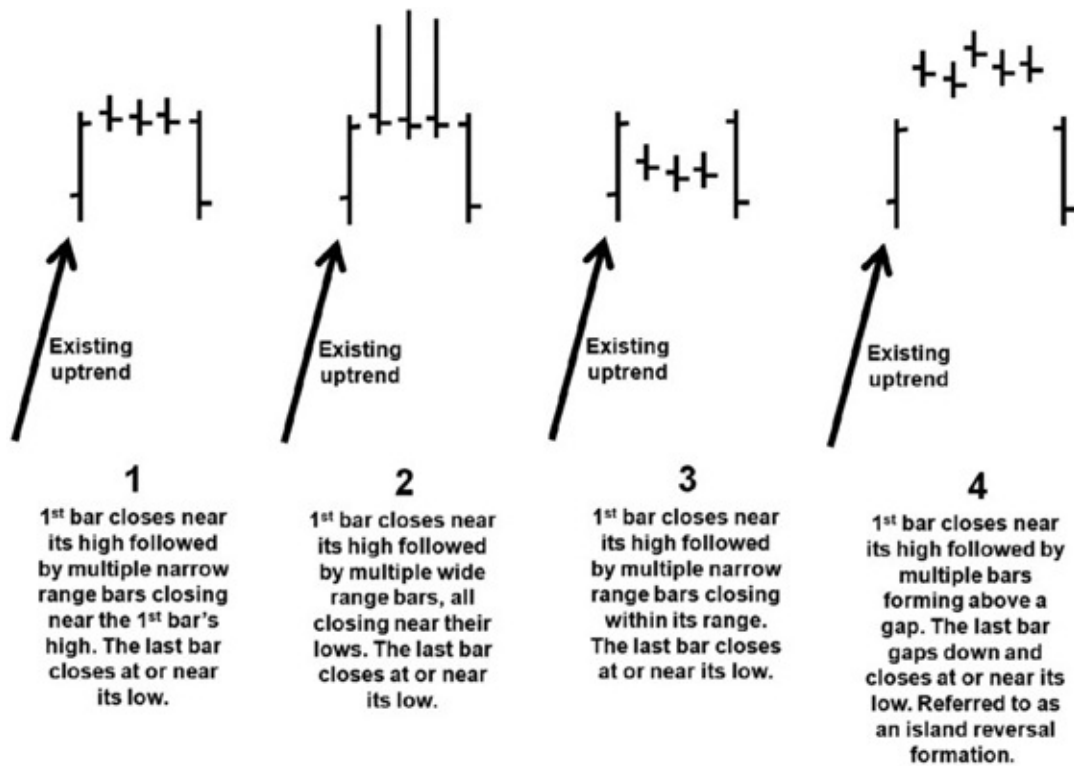 Existing
uptrend
Existing
uptrend
Existing
uptrend
Existing
uptrend
1
1st bar closes near
its high followed
by multiple narrow
range bars closing
near the 1st bar's
high. The last bar
closes at or near
its low.
2
1st bar closes near
its high followed
by multiple wide
range bars, all
closing near their
lows. The last bar
closes at or near
its low.
3
1st bar closes near
its high followed
by multiple narrow
range bars closing
within its range.
The last bar closes
at or near its low.
4
1st bar closes near
its high followed by
multiple bars
forming above a
gap. The last bar
gaps down and
closes at or near its
low. Referred to as
an island reversal
formation.